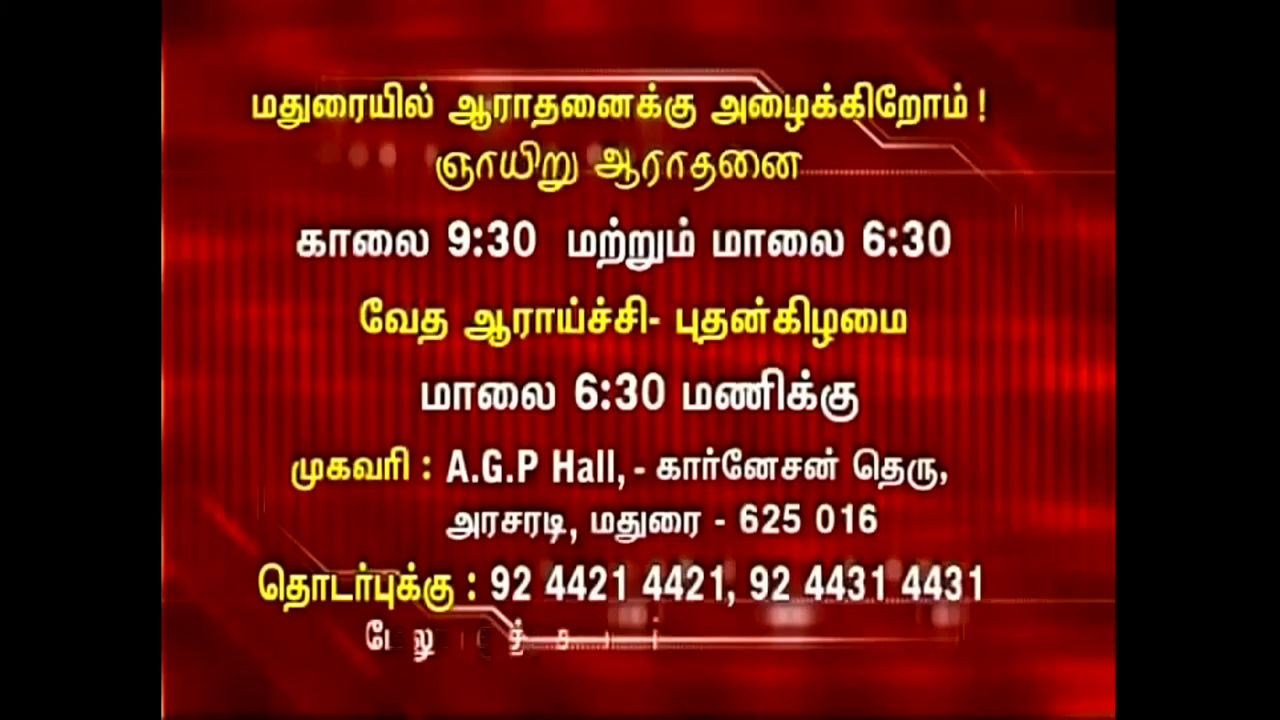 மதுரையில் ஆராதனைக்கு அழைக்கிறோம் !
ஞாயிறு ஆராதனை
காலை 9:30 மற்றும் மாலை 6:30
வேத ஆராய்ச்சி- புதன்கிழமை
மாலை 6:30 மணிக்கு
முகவரி : A.G.P Hall, - கார்னேசன் தெரு,
அரசரடி, மதுரை - 625 016
தொடர்புக்கு : 92 4421 4421, 92 4431 4431